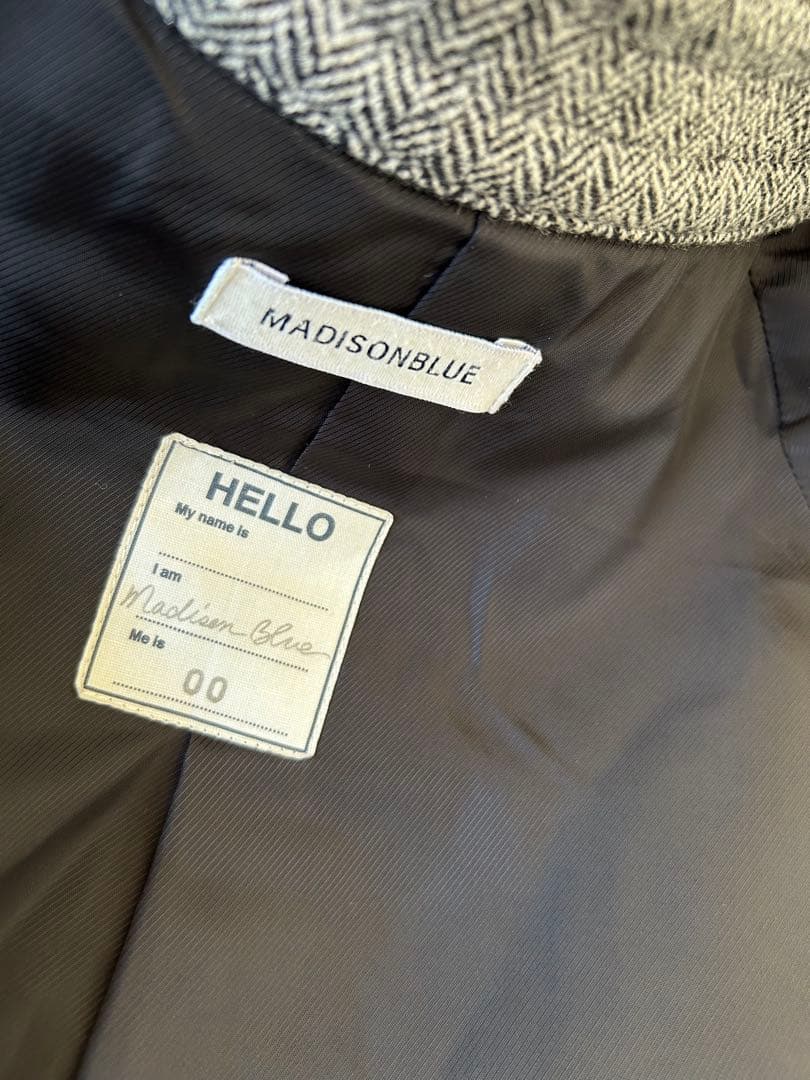 MADISONBLUE
HELLO
My name is
I am
Madison Blue
Me is
00